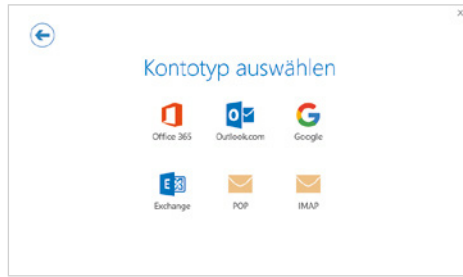 Kontotyp auswählen
Office 365
Outlook.com
Google
Exchange
POP
IMAP